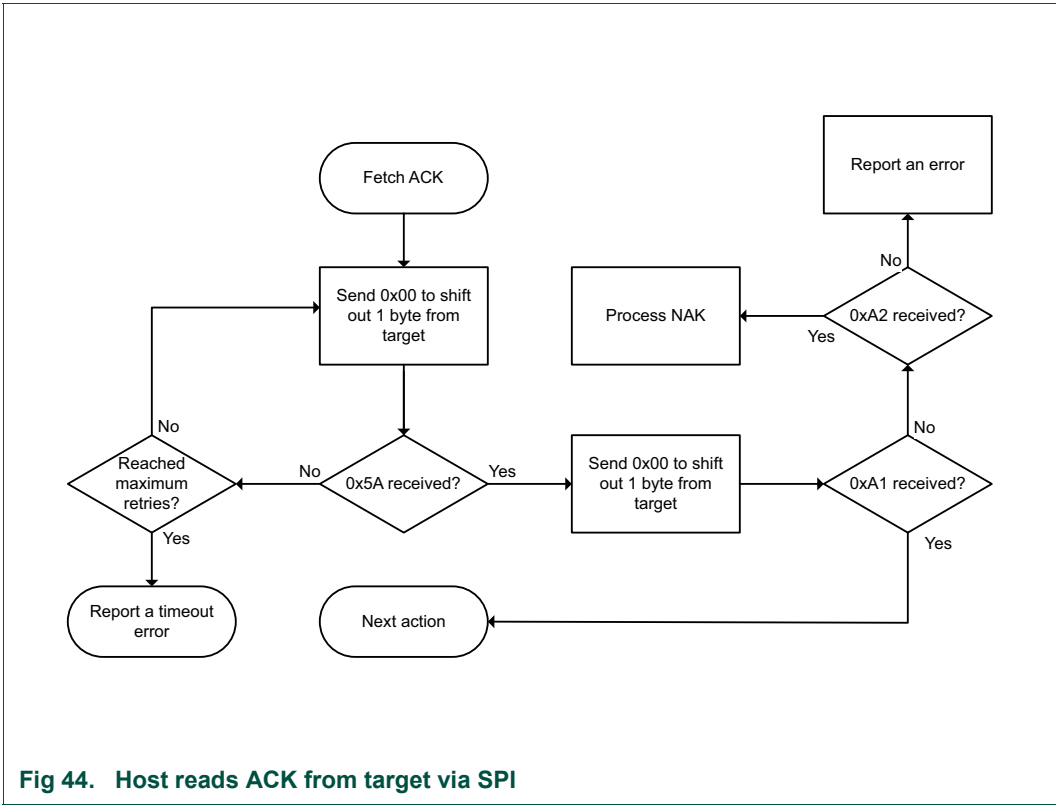 Report an error
Fetch ACK
No
Send 0x00 to shift
out 1 byte from
target
Process NAK
0xA2 received?
Yes
No
No
Reached
maximum
retries?
No
0x5A received?
Yes
Send 0x00 to shift
out 1 byte from
target
0xA1 received?
Yes
Yes
Report a timeout
error
Next action
Fig 44. Host reads ACK from target via SPI